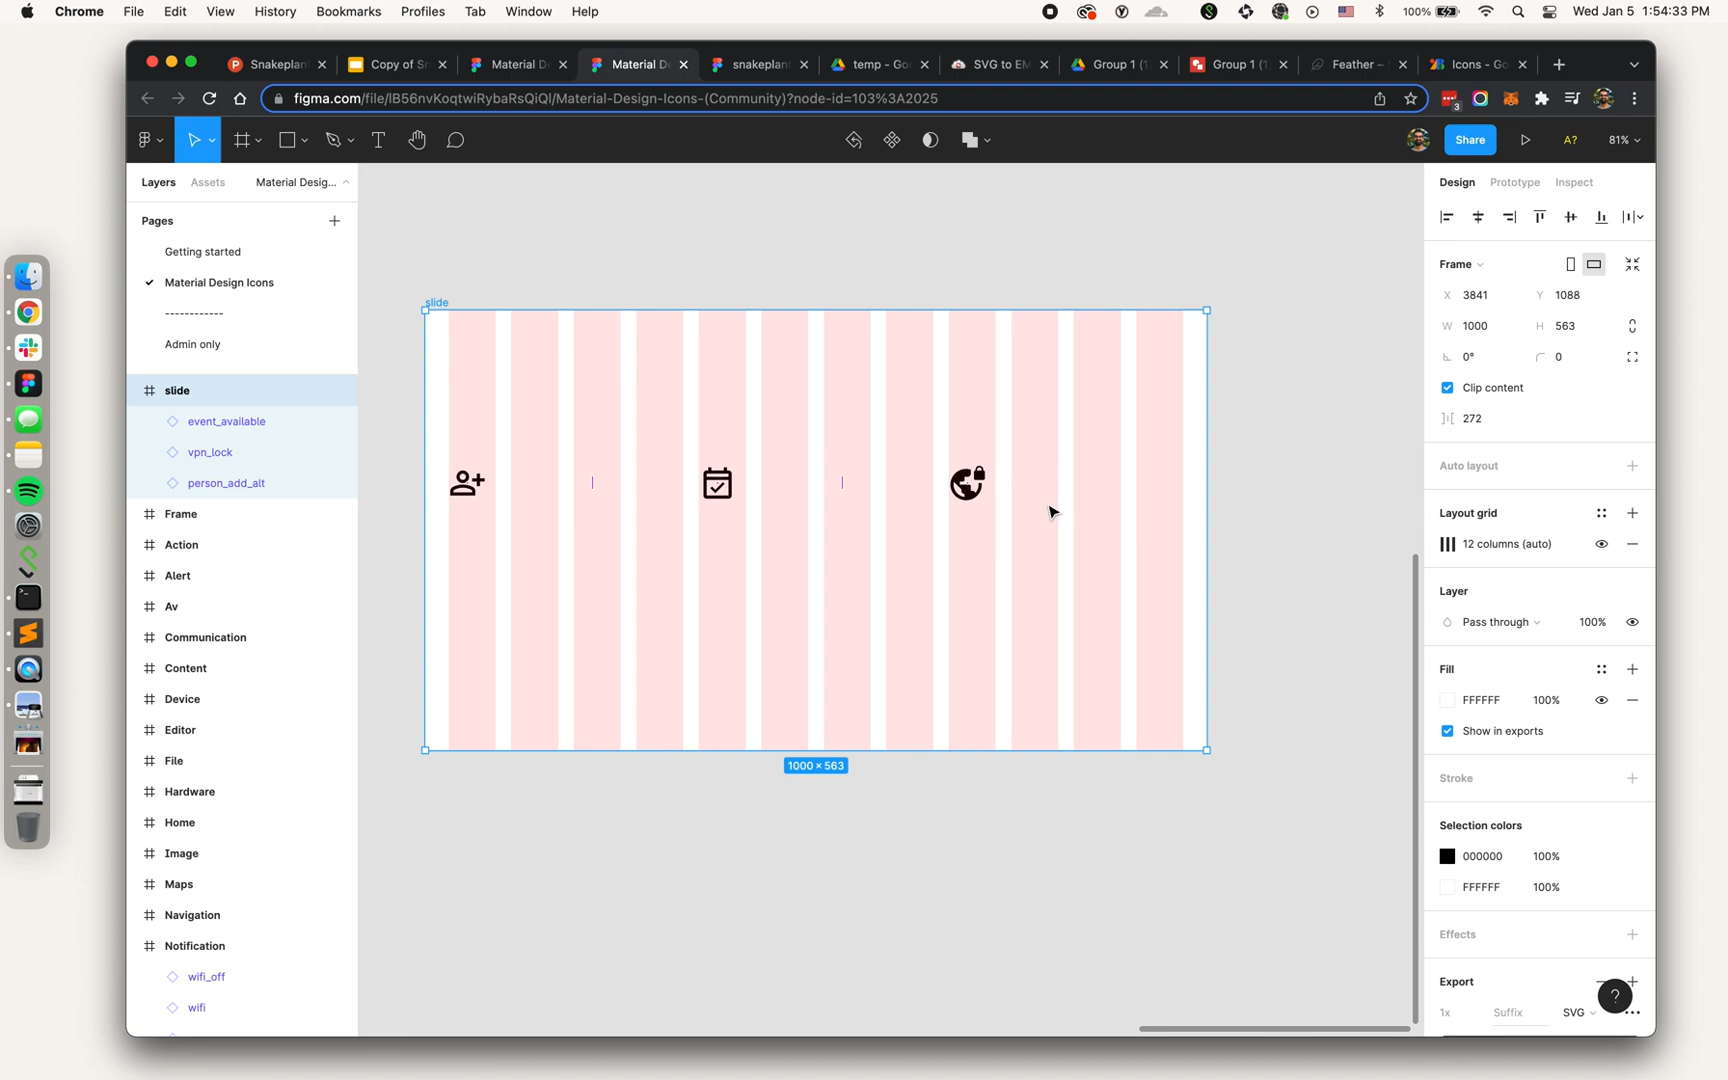 Chrome File Edit View History Bookmarks Profiles Tab Window Help 100% Wed Jan 5 1:54:33 PM
Snakeplan Copy of S Material D Material D snakeplant temp - Go SVG to EM Group 1 (1 Group 1 (1) Feather – Icons - Go
figma.com/file/IB56nvKoqtwiRybaRsQiQl/Material-Design-Icons-(Community)?node-id=103%3A2025 3
Share A? 81%
Layers Assets Material Desig...
Design Prototype Inspect
Pages
Getting started
Material Design Icons
------------
Admin only
slide
event_available
vpn_lock
person_add_alt
Frame
Action
Alert
Av
Communication
Content
Device
Editor
File
Hardware
Home
Image
Maps
Navigation
Notification
wifi_off
wifi
slide
1000 × 563
Frame
X 3841 Y 1088
W 1000 H 563
0° 0
Clip content
272
Auto layout
Layout grid
12 columns (auto)
Layer
Pass through 100%
Fill
FFFFFF 100%
Show in exports
Stroke
Selection colors
000000 100%
FFFFFF 100%
Effects
Export
?
1x Suffix SVG